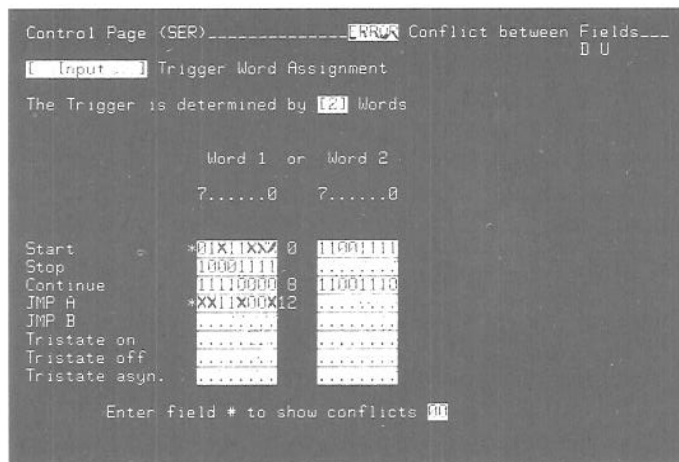 Control Page (SER)______________ERROR Conflict between Fields___
D U
[ Input ... ] Trigger Word Assignment
The Trigger is determined by [2] Words
Word 1 or Word 2
7......0 7......0
Start *01X11XXX 0 11001111
Stop 10001111 ........
Continue 11110000 8 11001110
JMP A *XX11X00X12 ........
JMP B ........ ........
Tristate on ........ ........
Tristate off ........ ........
Tristate asyn. ........ ........
Enter field # to show conflicts 00